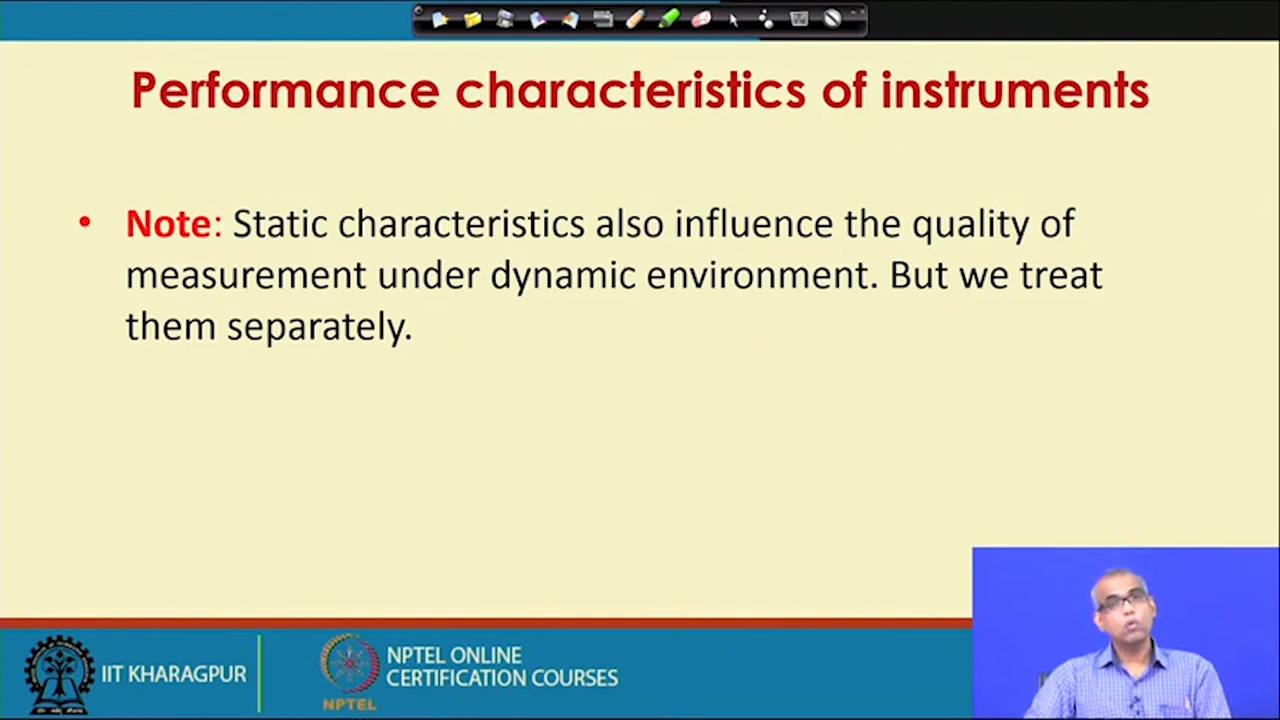 Performance characteristics of instruments
• Note: Static characteristics also influence the quality of
measurement under dynamic environment. But we treat
them separately.
IIT KHARAGPUR
NPTEL ONLINE
CERTIFICATION COURSES
NPTEL